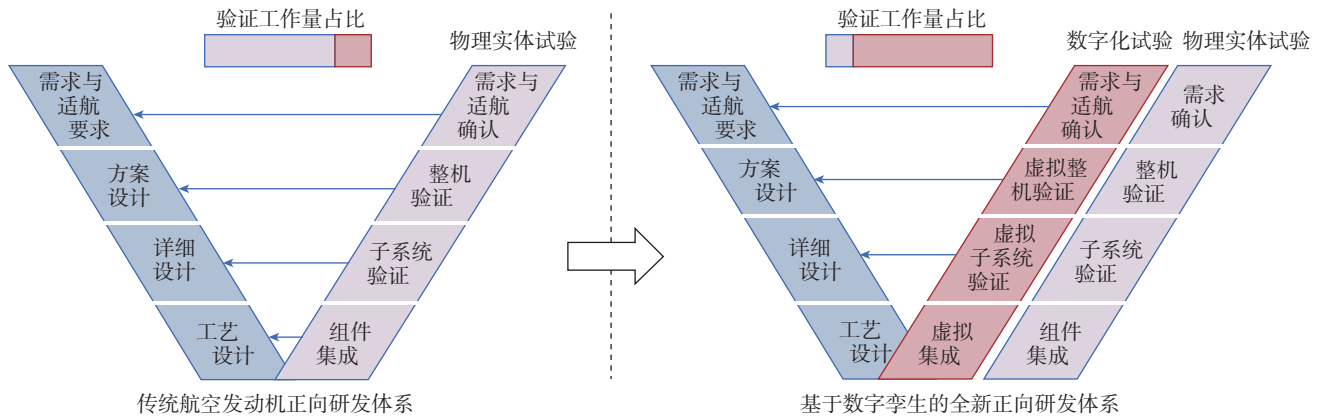 验证工作量占比
物理实体试验
需求与
适航
要求
方案
设计
详细
设计
工艺
设计
需求与
适航
确认
整机
验证
子系统
验证
组件
集成
传统航空发动机正向研发体系
验证工作量占比
数字化试验
物理实体试验
需求与
适航
要求
方案
设计
详细
设计
工艺
设计
需求与
适航
确认
虚拟整
机验证
虚拟
子系统
验证
虚拟
集成
需求
确认
整机
验证
子系统
验证
组件
集成
基于数字孪生的全新正向研发体系